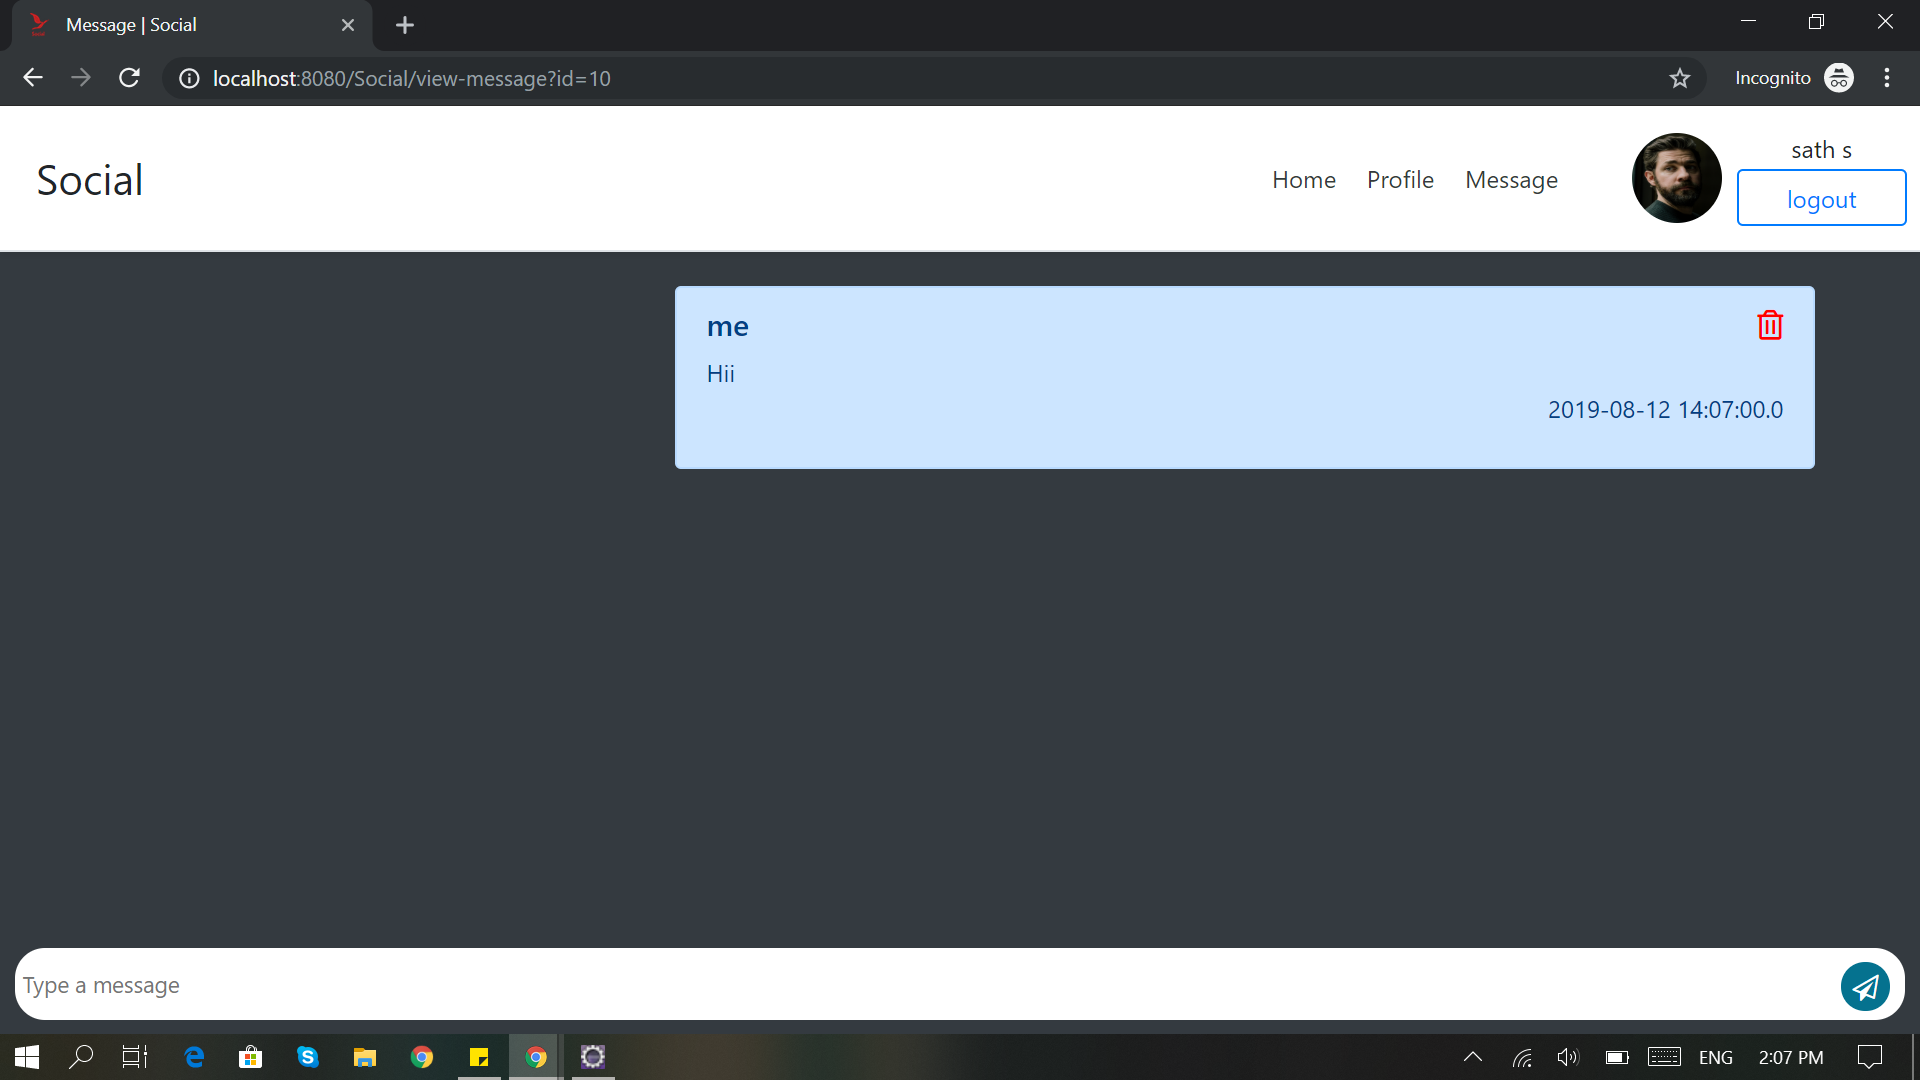 Message | Social
localhost:8080/Social/view-message?id=10
Incognito
Social
Home
Profile
Message
sath s
logout
me
Hii
2019-08-12 14:07:00.0
Type a message
ENG
2:07 PM